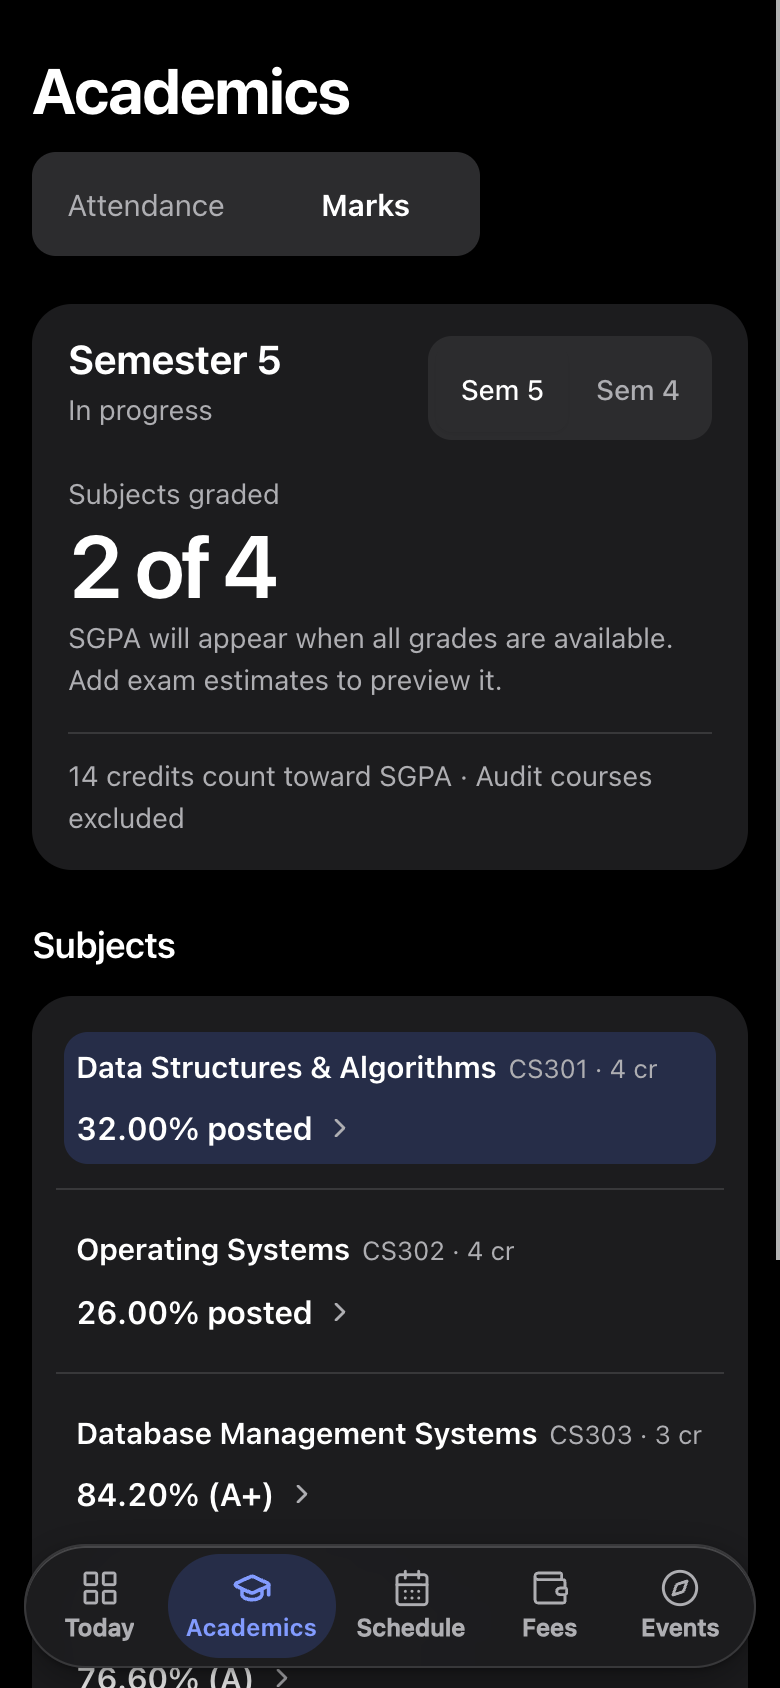 Academics
Attendance Marks
Semester 5
In progress
Sem 5 Sem 4
Subjects graded
2 of 4
SGPA will appear when all grades are available.
Add exam estimates to preview it.
14 credits count toward SGPA · Audit courses
excluded
Subjects
Data Structures & Algorithms CS301 · 4 cr
32.00% posted
Operating Systems CS302 · 4 cr
26.00% posted
Database Management Systems CS303 · 3 cr
84.20% (A+)
Today Academics Schedule Fees Events
76.60% (A)